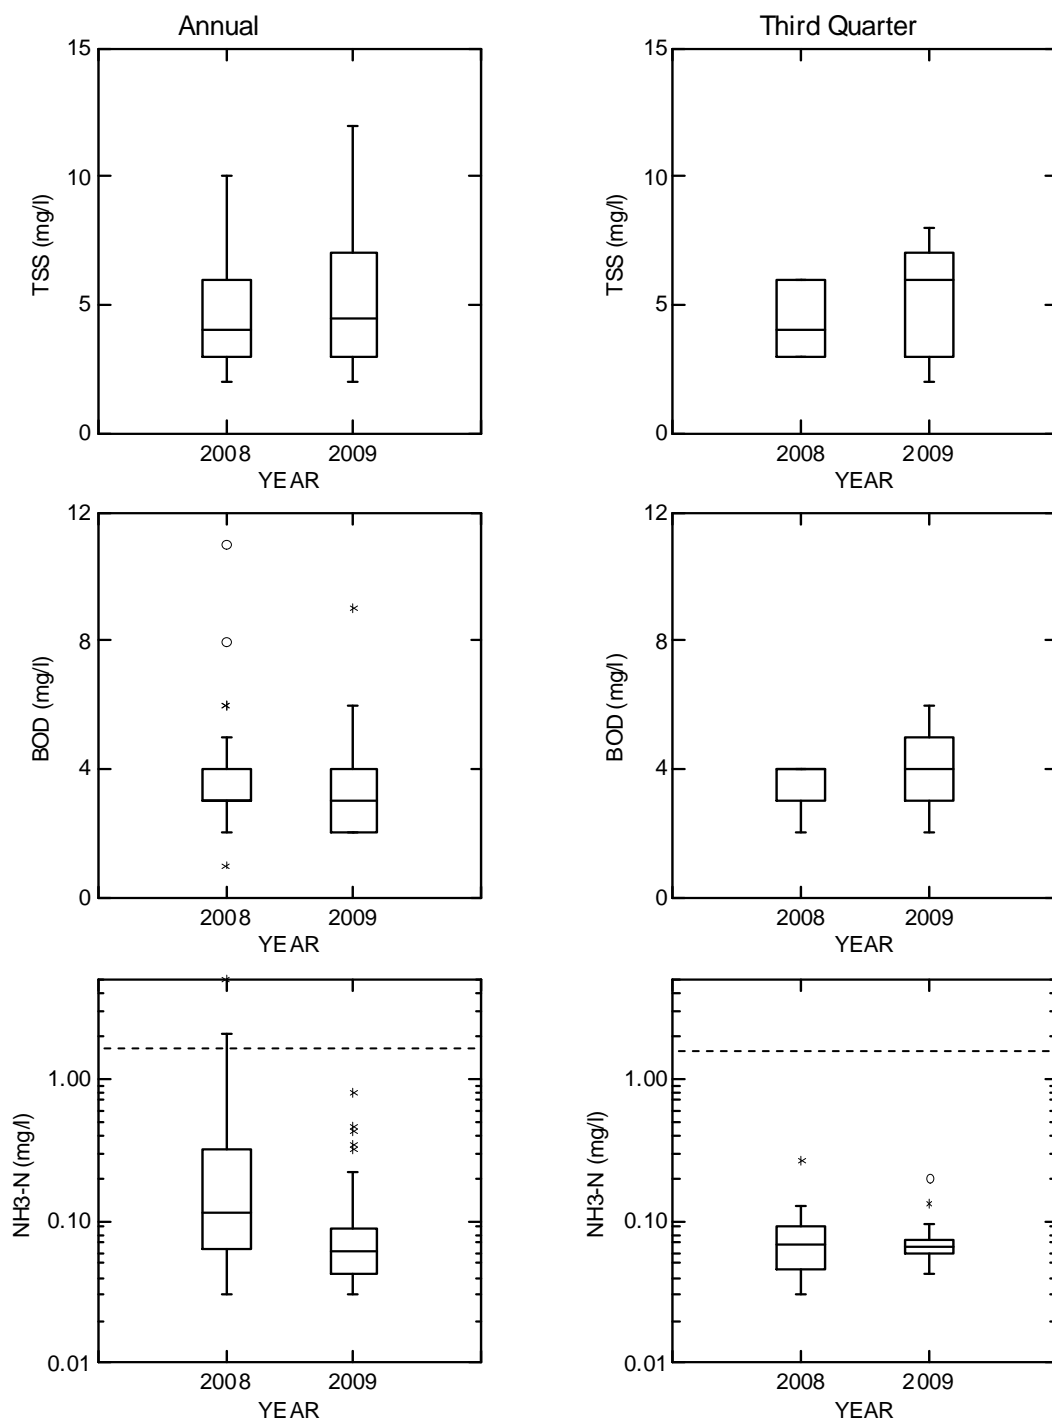 Annual
15
10
5
0
TSS (mg/l)
2008 2009
YEAR
Third Quarter
15
10
5
0
TSS (mg/l)
2008 2009
YEAR
12
8
4
0
BOD (mg/l)
2008 2009
YEAR
12
8
4
0
BOD (mg/l)
2008 2009
YEAR
1.00
0.10
0.01
NH3-N (mg/l)
2008 2009
YEAR
1.00
0.10
0.01
NH3-N (mg/l)
2008 2009
YEAR